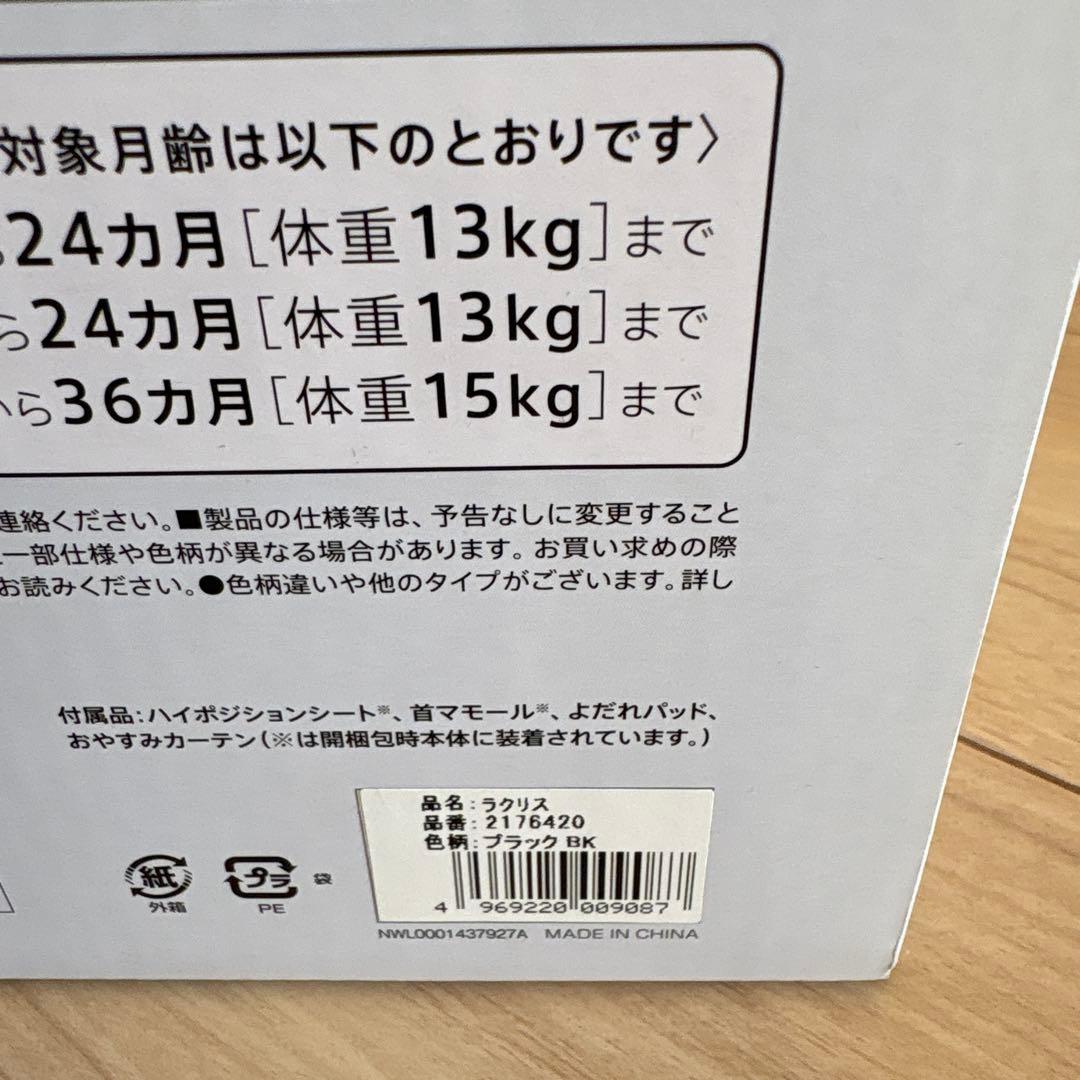 対象月齢は以下のとおりです〉
24カ月［体重13kg］まで
ら24カ月［体重13kg］まで
から36カ月［体重15kg］まで
連絡ください。■製品の仕様等は、予告なしに変更すること
一部仕様や色柄が異なる場合があります。お買い求めの際
お読みください。●色柄違いや他のタイプがございます。詳し
付属品：ハイポジションシート※、首マモール※、よだれパッド、
おやすみカーテン（※は開梱包時本体に装着されています。）
品名：ラクリス
品番：2176420
色柄：ブラック BK
4 969220 009087
紙
外箱
プラ
袋
PE
NWL0001437927A MADE IN CHINA